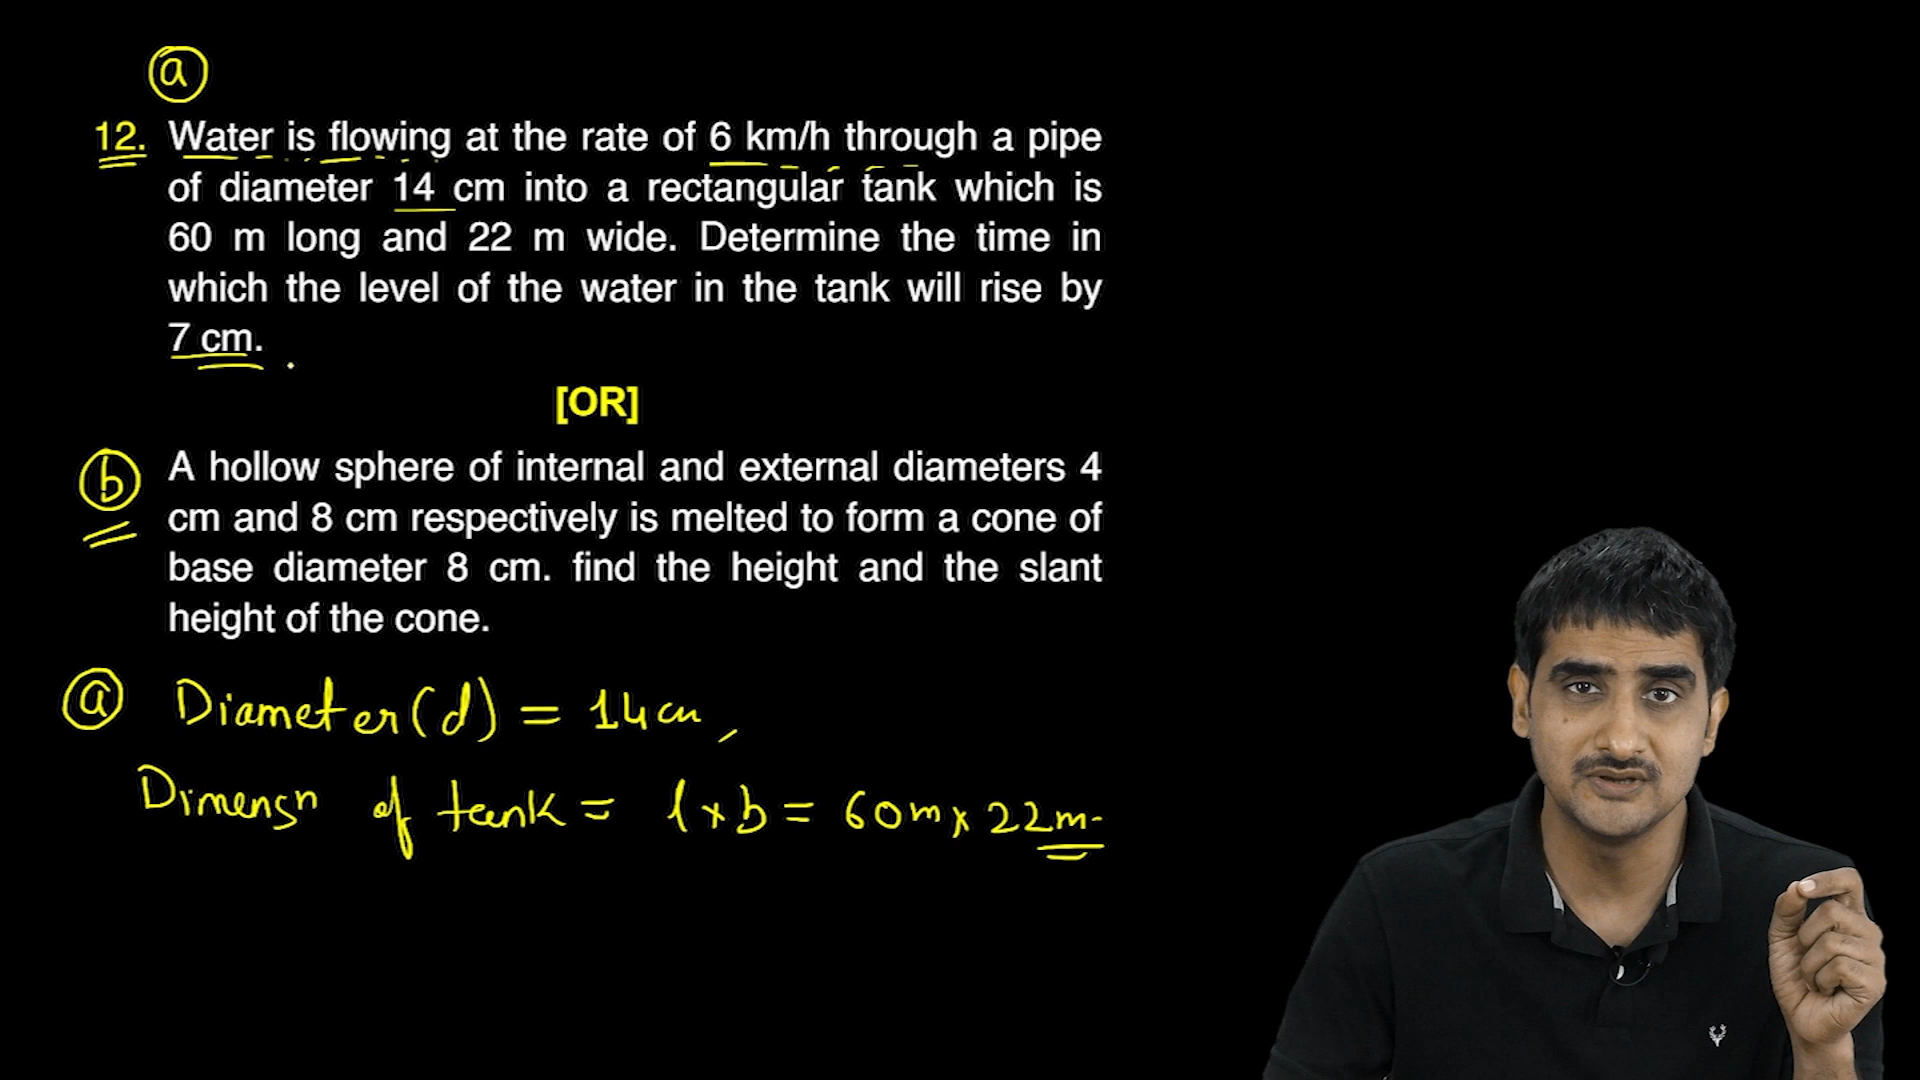 a
12. Water is flowing at the rate of 6 km/h through a pipe
of diameter 14 cm into a rectangular tank which is
60 m long and 22 m wide. Determine the time in
which the level of the water in the tank will rise by
7 cm.
[OR]
b A hollow sphere of internal and external diameters 4
cm and 8 cm respectively is melted to form a cone of
base diameter 8 cm. find the height and the slant
height of the cone.
a Diameter(d) = 14cm,
Dimensn of tank = l×b = 60m×22m.